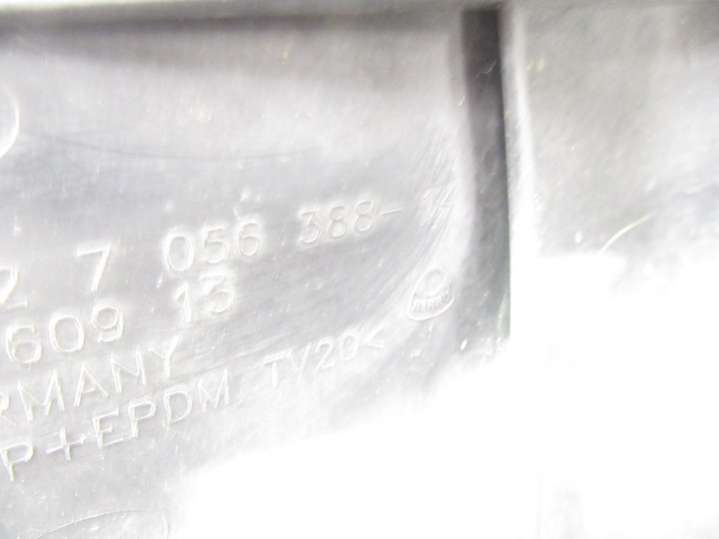 2 7 056 388-
609 13
RMANY
P+EPDM TV20<